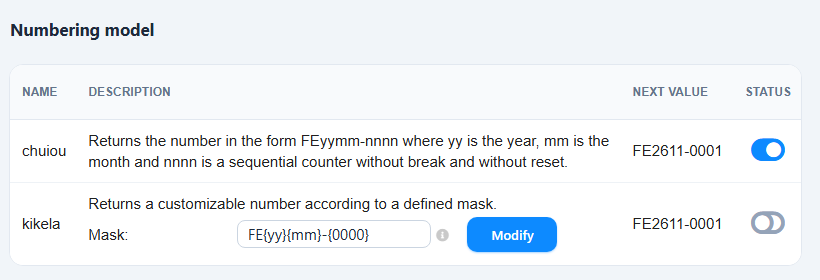 Numbering model
NAME DESCRIPTION NEXT VALUE STATUS
chuiou Returns the number in the form FEyymm-nnnn where yy is the year, mm is the FE2611-0001
month and nnnn is a sequential counter without break and without reset.
Returns a customizable number according to a defined mask.
kikela FE2611-0001
Mask: FE{yy}{mm}-{0000} Modify